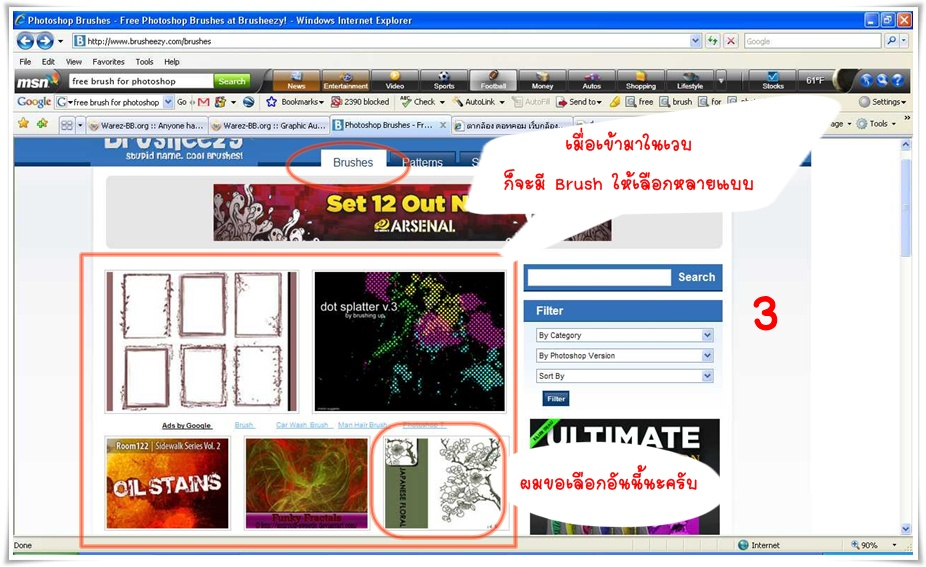 Photoshop Brushes - Free Photoshop Brushes at Brusheezy! - Windows Internet Explorer
http://www.brusheezy.com/brushes
Google
File Edit View Favorites Tools Help
msn free brush for photoshop Search
News Entertainment Video Sports Football Money Autos Shopping Lifestyle Stocks 61°F
Google free brush for photoshop Go Bookmarks 2390 blocked Check AutoLink AutoFill Send to free brush for Settings
Warez-BB.org :: Anyone ha... Warez-BB.org :: Graphic Au... Photoshop Brushes - Fr... ตากล้อง ดอทคอม เว็บกล้อง... Tools
Brusheezy
stupid name. cool brushes!
Brushes Patterns
เมื่อเข้ามาในเวบ
ก็จะมี Brush ให้เลือกหลายแบบ
Set 12 Out N
ARSENAL
dot splatter v.3
by brushing up
Search
Filter
By Category
By Photoshop Version
Sort By
Filter
3
Ads by Google Brush Car Wash Brush Man Hair Brush Photoshop 7
Room122 | Sidewalk Series Vol. 2
OIL STAINS
Funky Fractals
JAPANESE FLORAL
ULTIMATE
ผมขอเลือกอันนี้นะครับ
Done Internet 90%